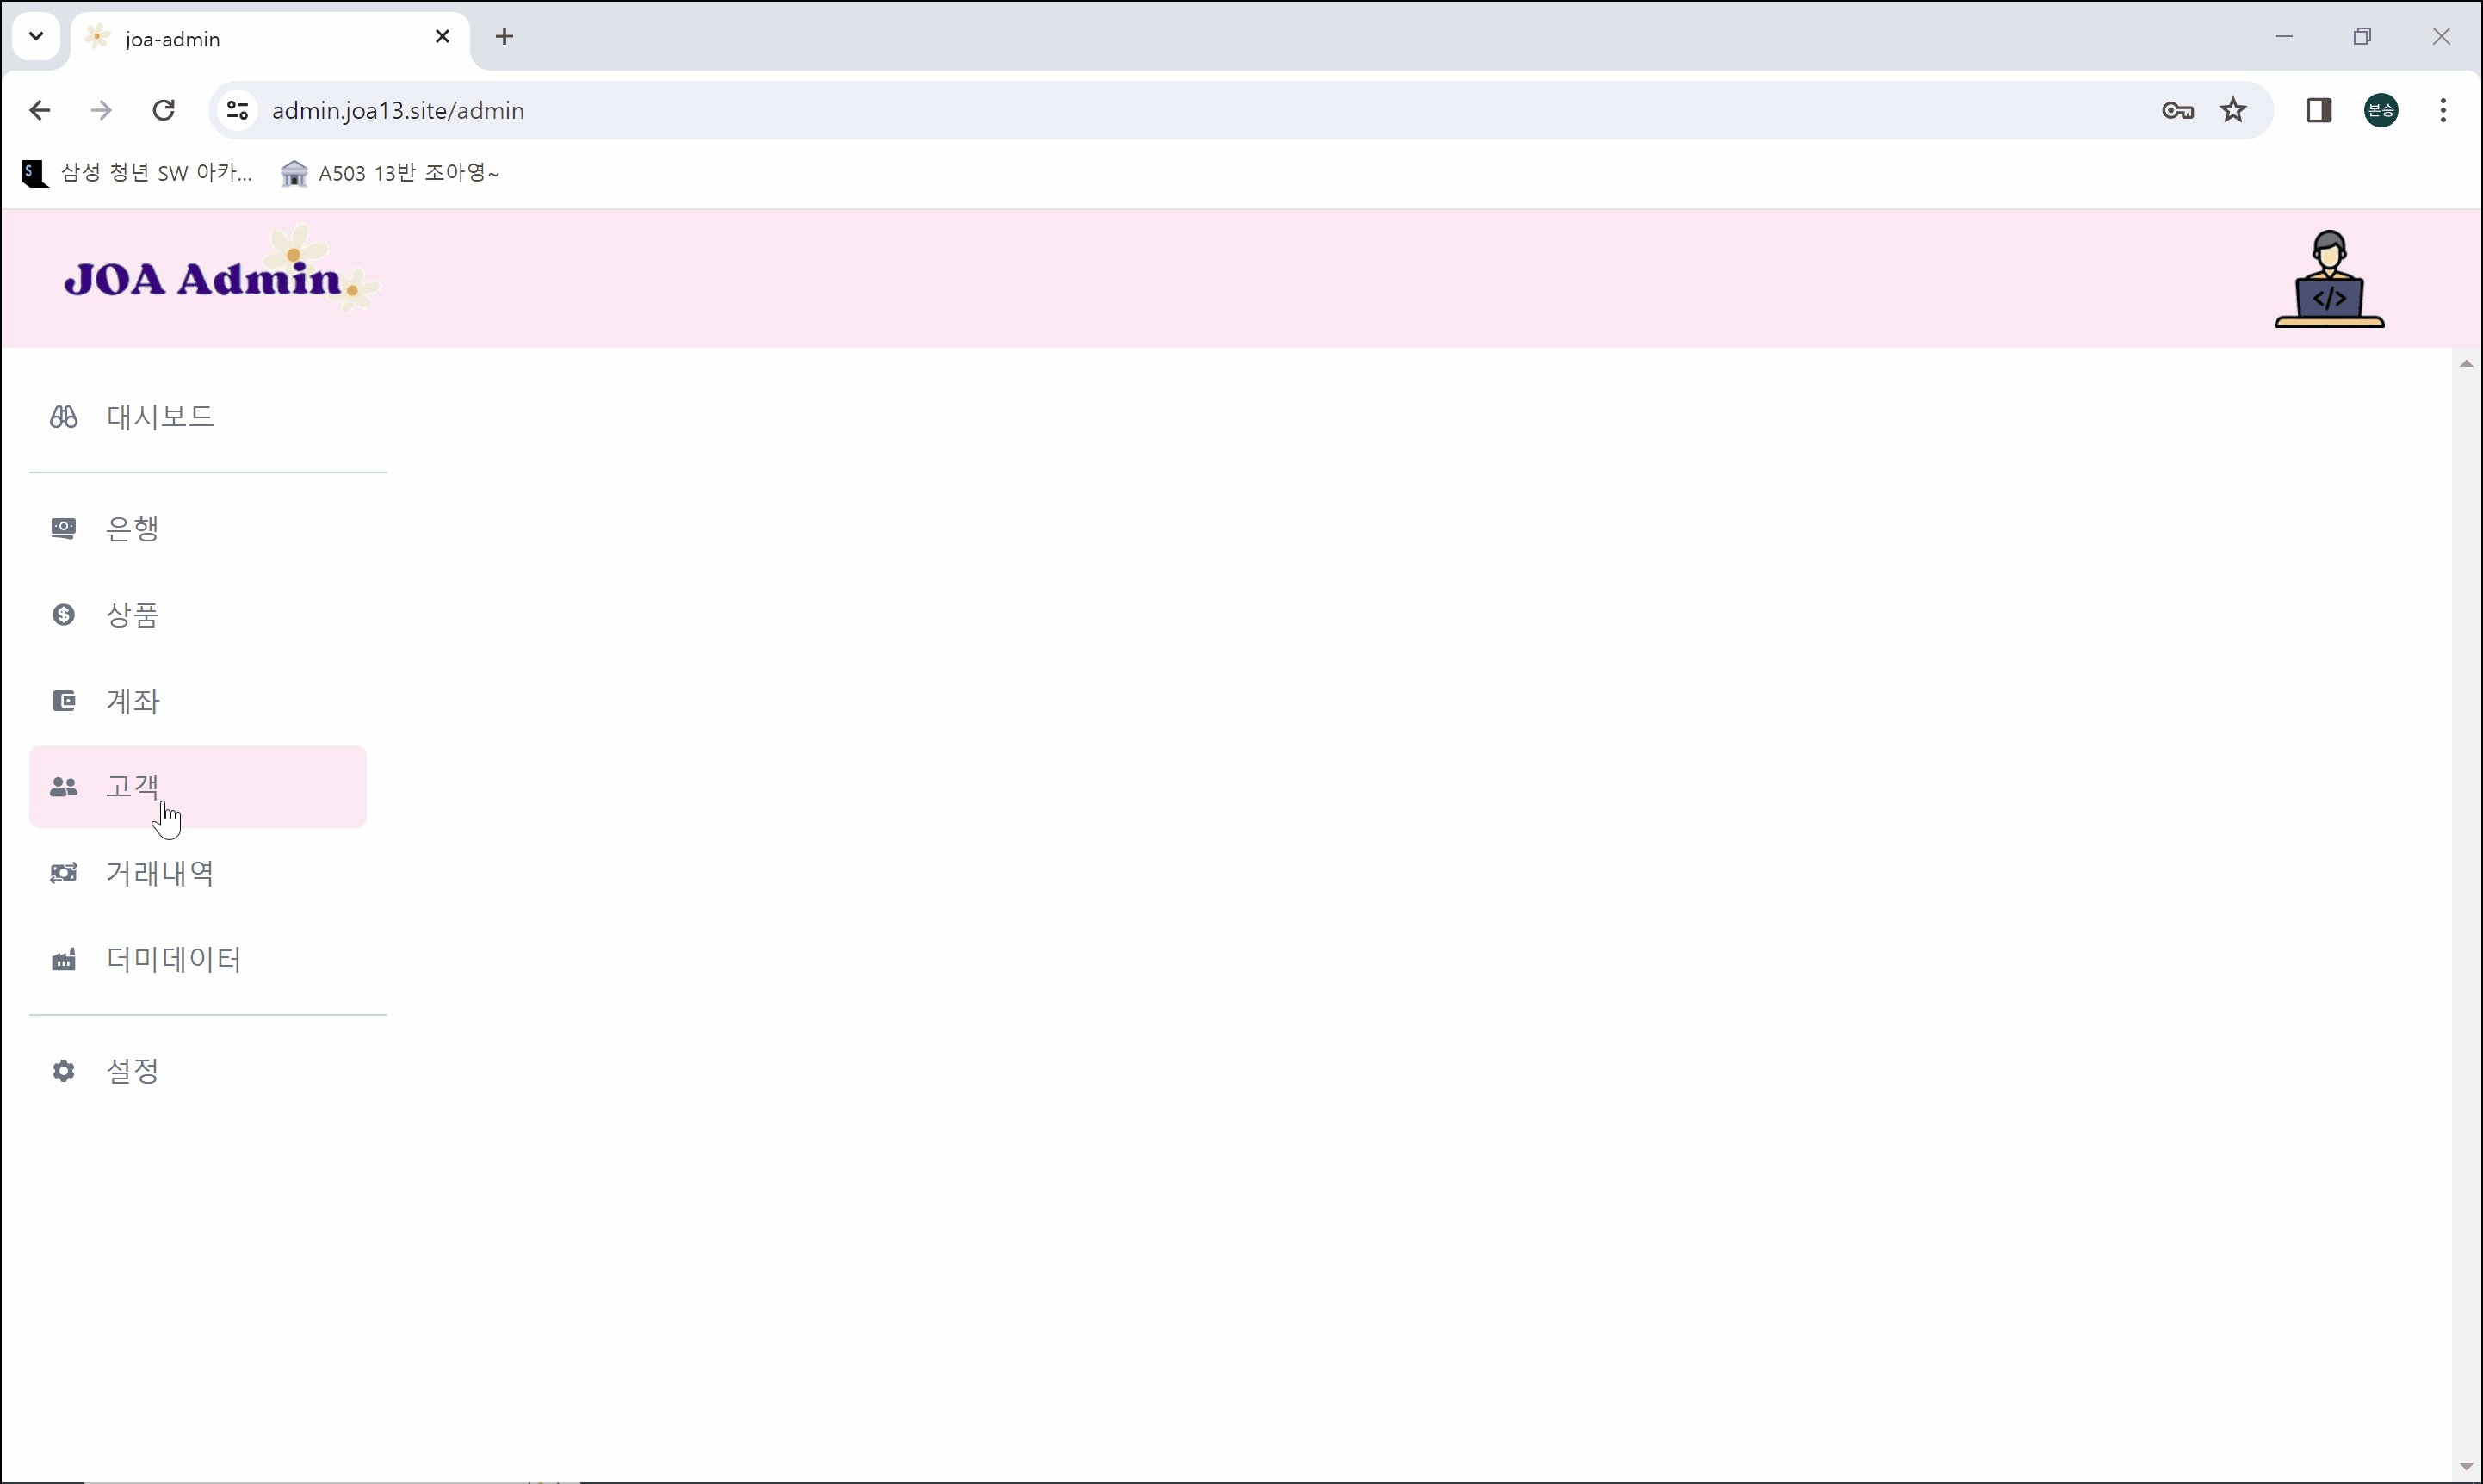 joa-admin
admin.joa13.site/admin
본승
삼성 청년 SW 아카...
A503 13반 조아영~
JOA Admin
</>
대시보드
은행
상품
계좌
고객
거래내역
더미데이터
설정